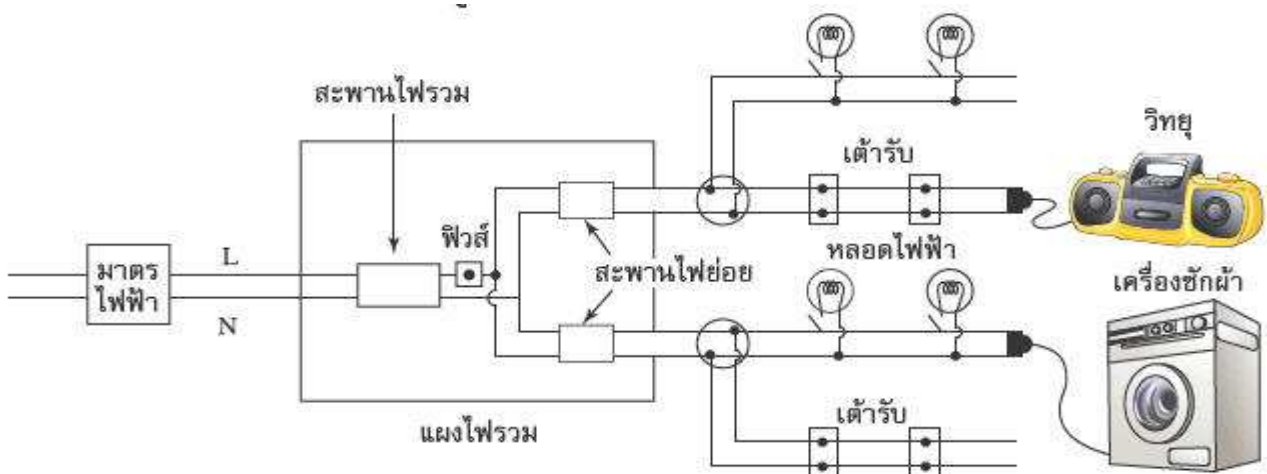 สะพานไฟรวม
วิทยุ
เต้ารับ
ฟิวส์
หลอดไฟฟ้า
L
มาตร
ไฟฟ้า
สะพานไฟย่อย
เครื่องซักผ้า
N
เต้ารับ
แผงไฟรวม